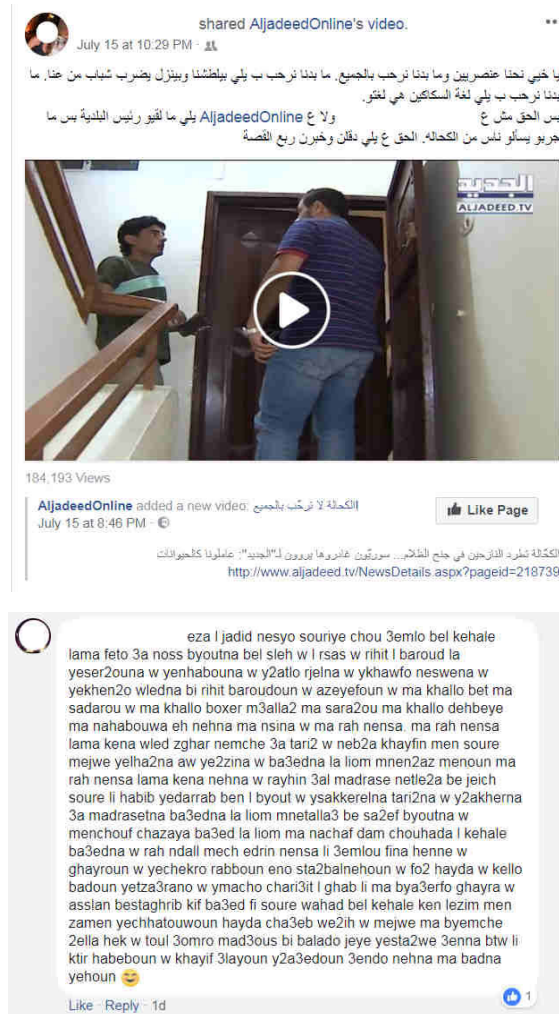 shared AljadeedOnline's video.
July 15 at 10:29 PM
يا خيي نحنا عنصريين وما بدنا نرحب بالجميع. ما بدنا نرحب ب يلي بيلطشنا وبينزل يضرب شباب من عنا. ما
بدنا نرحب ب يلي لغة السكاكين هي لغتو.
بس الحق مش ع ولا ع AljadeedOnline يلي ما لقيو رئيس البلدية بس ما
جربو يسألو ناس من الكحاله. الحق ع يلي دقلن وخبرن ربع القصة
الجديد
ALJADEED.TV
184,193 Views
AljadeedOnline added a new video: االكحالة لا ترحّب بالجميع
July 15 at 8:46 PM
Like Page
الكحّالة تطرد النازحين في جنح الظلام... سوريّون غادروها يروون لـ"الجديد": عاملونا كالحيوانات
http://www.aljadeed.tv/NewsDetails.aspx?pageid=218739
eza l jadid nesyo souriye chou 3emlo bel kehale
lama feto 3a noss byoutna bel sleh w l rsas w rihit l baroud la
yeser2ouna w yenhabouna w y2atlo rjelna w ykhawfo neswena w
yekhen2o wledna bi rihit baroudoun w azeyefoun w ma khallo bet ma
sadarou w ma khallo boxer m3alla2 ma sara2ou ma khallo dehbeye
ma nahabouwa eh nehna ma nsina w ma rah nensa. ma rah nensa
lama kena wled zghar nemche 3a tari2 w neb2a khayfin men soure
mejwe yelha2na aw ye2zina w ba3edna la liom mnen2az menoun ma
rah nensa lama kena nehna w rayhin 3al madrase netle2a be jeich
soure li habib yedarrab ben l byout w ysakkerelna tari2na w y2akherna
3a madrasetna ba3edna la liom mnetalla3 be sa2ef byoutna w
menchouf chazaya ba3ed la liom ma nachaf dam chouhada l kehale
ba3edna w rah ndall mech edrin nensa li 3emlou fina henne w
ghayroun w yechekro rabboun eno sta2balnehoun w fo2 hayda w kello
badoun yetza3rano w ymacho chari3it l ghab li ma bya3erfo ghayra w
asslan bestaghrib kif ba3ed fi soure wahad bel kehale ken lezim men
zamen yechhatouwoun hayda cha3eb we2ih w mejwe ma byemche
2ella hek w toul 3omro mad3ous bi balado jeye yesta2we 3enna btw li
ktir habeboun w khayif 3layoun y2a3edoun 3endo nehna ma badna
yehoun
1
Like · Reply · 1d